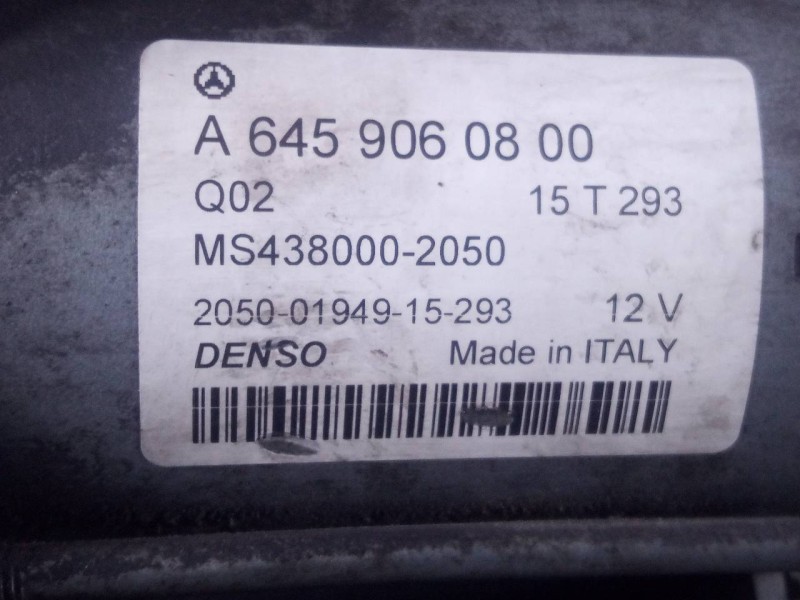 A 645 906 08 00
Q02 15 T 293
MS438000-2050
2050-01949-15-293 12 V
DENSO Made in ITALY